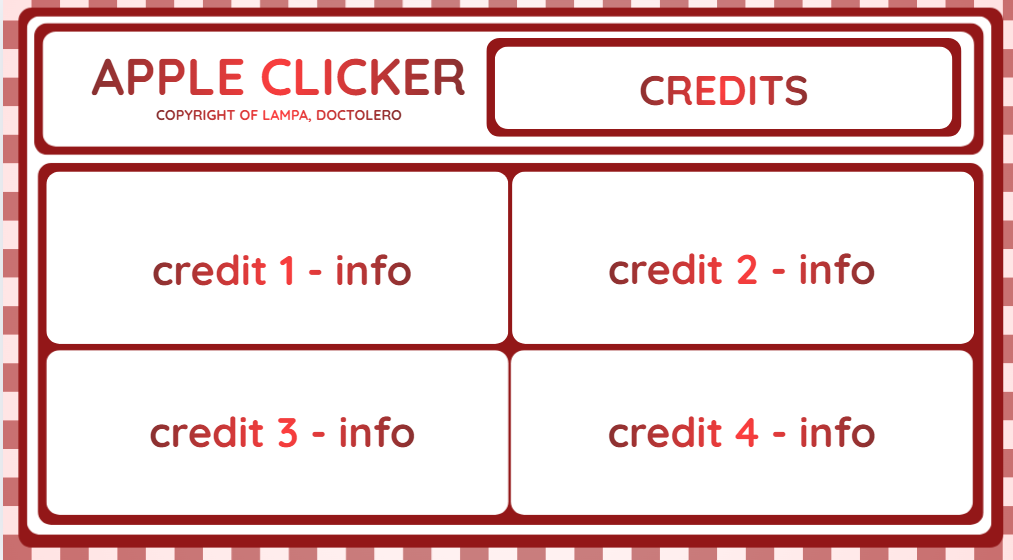 APPLE CLICKER
COPYRIGHT OF LAMPA, DOCTOLERO
CREDITS
credit 1 - info
credit 2 - info
credit 3 - info
credit 4 - info